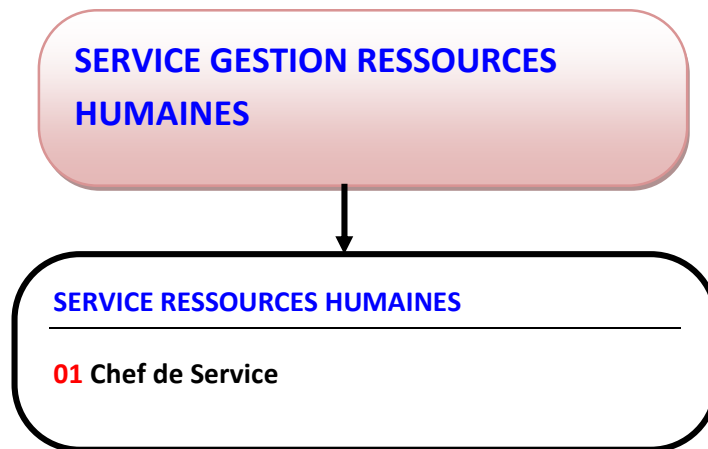 SERVICE GESTION RESSOURCES
HUMAINES
SERVICE RESSOURCES HUMAINES
01 Chef de Service